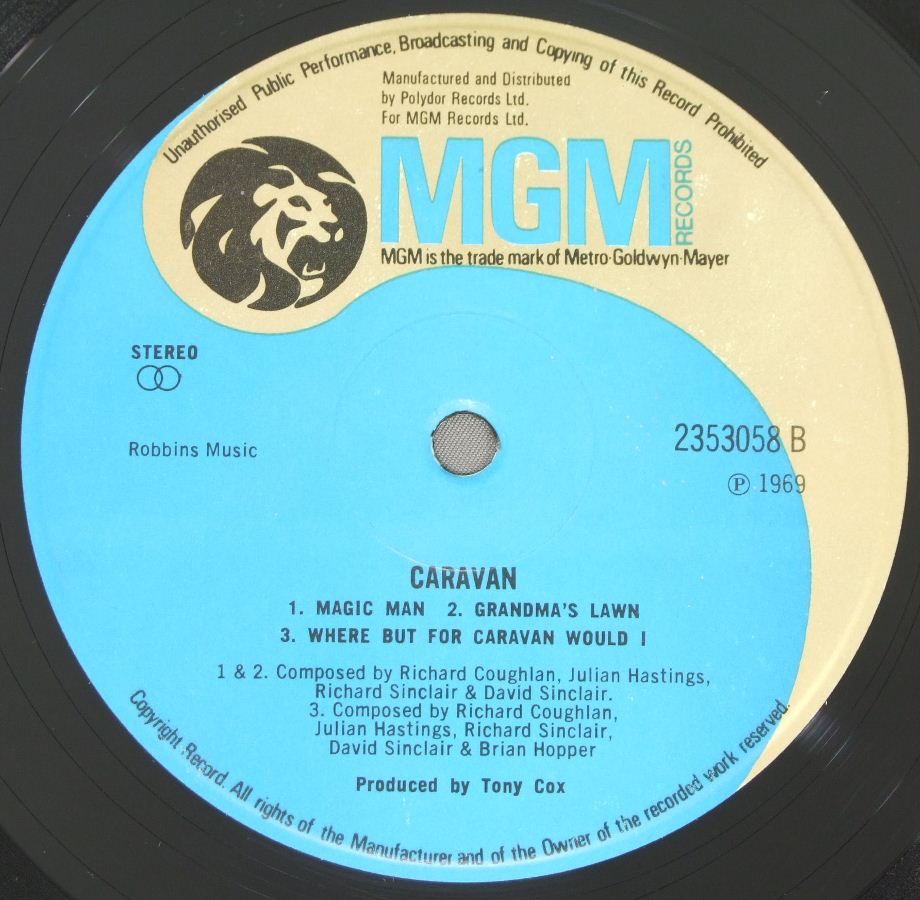 Unauthorised Public Performance, Broadcasting and Copying of this Record Prohibited
Manufactured and Distributed
by Polydor Records Ltd.
For MGM Records Ltd.
MGM RECORDS
MGM is the trade mark of Metro-Goldwyn-Mayer
STEREO
Robbins Music
2353058 B
Ⓟ 1969
CARAVAN
1. MAGIC MAN 2. GRANDMA'S LAWN
3. WHERE BUT FOR CARAVAN WOULD I
1 & 2. Composed by Richard Coughlan, Julian Hastings,
Richard Sinclair & David Sinclair.
3. Composed by Richard Coughlan,
Julian Hastings, Richard Sinclair,
David Sinclair & Brian Hopper
Produced by Tony Cox
Copyright Record. All rights of the Manufacturer and of the Owner of the recorded work reserved.